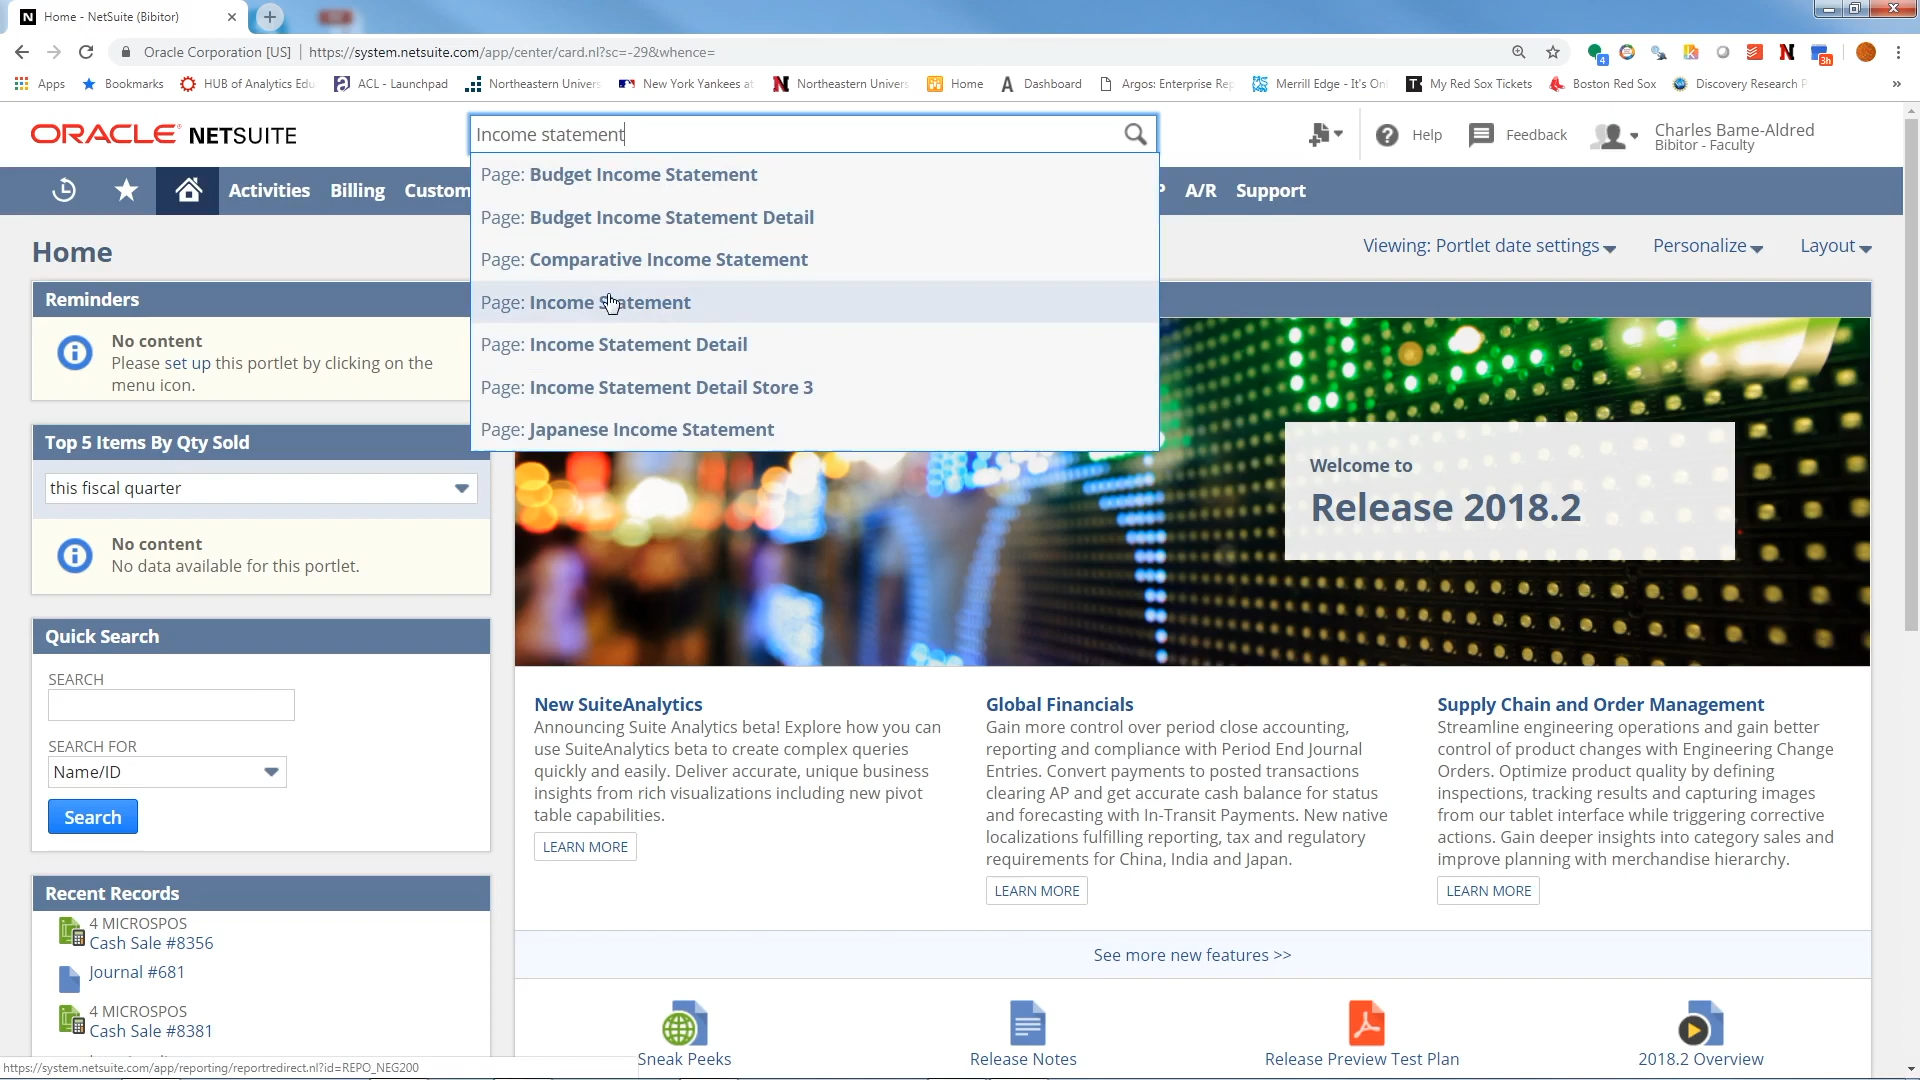 Home - NetSuite (Bibitor)
Oracle Corporation [US] | https://system.netsuite.com/app/center/card.nl?sc=-29&whence=
4
3h
Apps
Bookmarks
HUB of Analytics Edu
ACL - Launchpad
Northeastern Univers
New York Yankees at
Northeastern Univers
Home
Dashboard
Argos: Enterprise Rep
Merrill Edge - It's On
My Red Sox Tickets
Boston Red Sox
Discovery Research P
»
ORACLE NETSUITE
Income statement
Help
Feedback
Charles Bame-Aldred
Bibitor - Faculty
Activities
Billing
Custom
A/R
Support
Page: Budget Income Statement
Page: Budget Income Statement Detail
Page: Comparative Income Statement
Page: Income Statement
Page: Income Statement Detail
Page: Income Statement Detail Store 3
Page: Japanese Income Statement
Home
Viewing: Portlet date settings
Personalize
Layout
Reminders
No content
Please set up this portlet by clicking on the
menu icon.
Top 5 Items By Qty Sold
this fiscal quarter
No content
No data available for this portlet.
Quick Search
SEARCH
SEARCH FOR
Name/ID
Search
Recent Records
4 MICROSPOS
Cash Sale #8356
Journal #681
4 MICROSPOS
Cash Sale #8381
Welcome to
Release 2018.2
New SuiteAnalytics
Announcing Suite Analytics beta! Explore how you can
use SuiteAnalytics beta to create complex queries
quickly and easily. Deliver accurate, unique business
insights from rich visualizations including new pivot
table capabilities.
LEARN MORE
Global Financials
Gain more control over period close accounting,
reporting and compliance with Period End Journal
Entries. Convert payments to posted transactions
clearing AP and get accurate cash balance for status
and forecasting with In-Transit Payments. New native
localizations fulfilling reporting, tax and regulatory
requirements for China, India and Japan.
LEARN MORE
Supply Chain and Order Management
Streamline engineering operations and gain better
control of product changes with Engineering Change
Orders. Optimize product quality by defining
inspections, tracking results and capturing images
from our tablet interface while triggering corrective
actions. Gain deeper insights into category sales and
improve planning with merchandise hierarchy.
LEARN MORE
See more new features >>
Sneak Peeks
Release Notes
Release Preview Test Plan
2018.2 Overview
https://system.netsuite.com/app/reporting/reportredirect.nl?id=REPO_NEG200